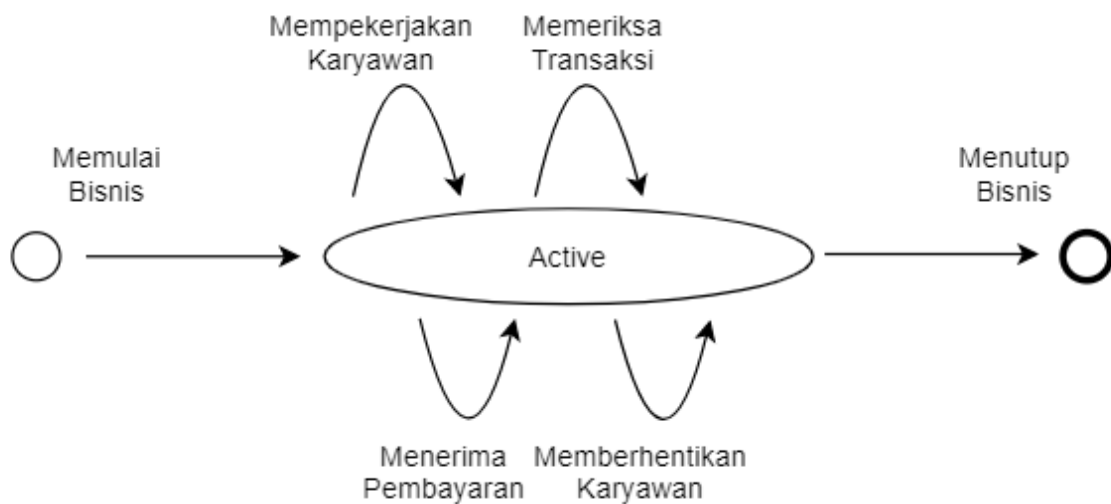 Mempekerjakan
Karyawan
Memeriksa
Transaksi
Memulai
Bisnis
Menutup
Bisnis
Active
Menerima
Pembayaran
Memberhentikan
Karyawan